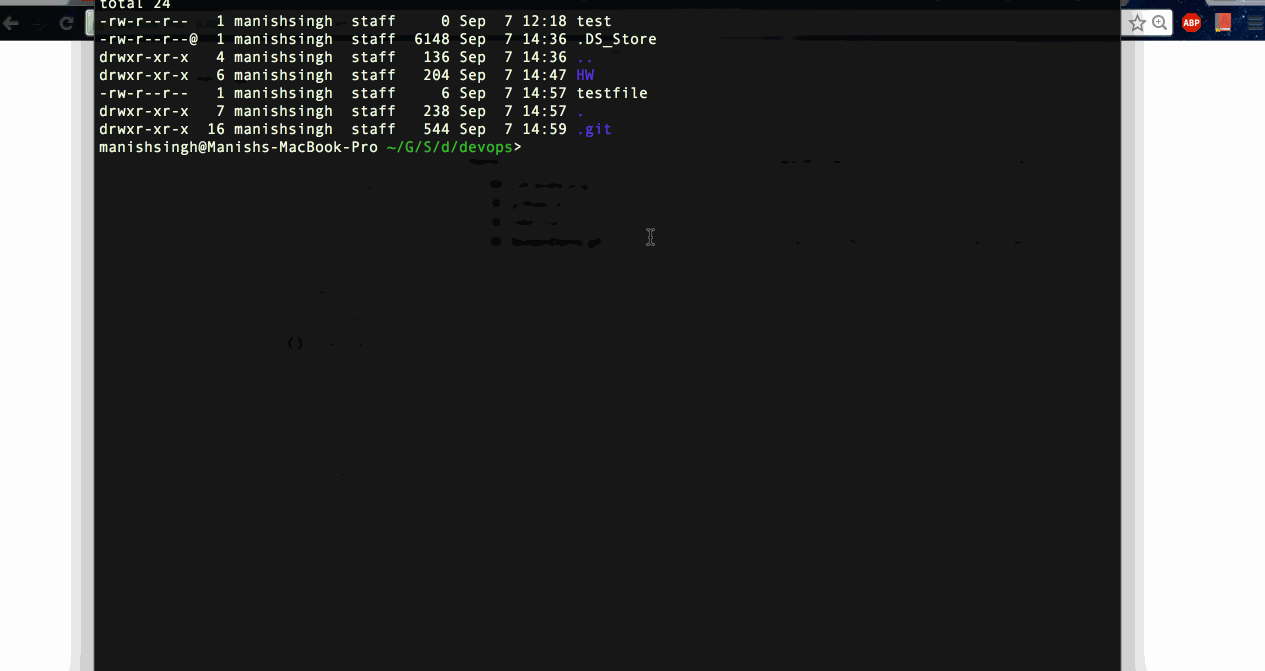 total 24
-rw-r--r--   1 manishsingh  staff     0 Sep  7 12:18 test
-rw-r--r--@  1 manishsingh  staff  6148 Sep  7 14:36 .DS_Store
drwxr-xr-x   4 manishsingh  staff   136 Sep  7 14:36 ..
drwxr-xr-x   6 manishsingh  staff   204 Sep  7 14:47 HW
-rw-r--r--   1 manishsingh  staff     6 Sep  7 14:57 testfile
drwxr-xr-x   7 manishsingh  staff   238 Sep  7 14:57 .
drwxr-xr-x  16 manishsingh  staff   544 Sep  7 14:59 .git
manishsingh@Manishs-MacBook-Pro ~/G/S/d/devops>
ABP
()